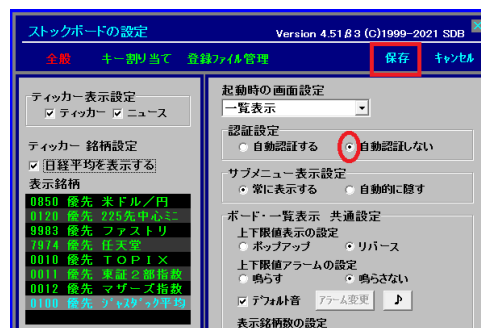 ストックボードの設定
Version 4.51β3 (C)1999-2021 SDB
全般 キー割り当て 登録ファイル管理 保存 キャンセル
ティッカー表示設定
ティッカー ニュース
ティッカー 銘柄設定
日経平均を表示する
表示銘柄
0850 優先 米ドル/円
0120 優先 225先中心ミニ
9983 優先 ファストリ
7974 優先 任天堂
0010 優先 TOPIX
0011 優先 東証2部指数
0012 優先 マザーズ指数
0100 優先 ジャスダック平均
起動時の画面設定
一覧表示
認証設定
自動認証する 自動認証しない
サブメニュー表示設定
常に表示する 自動的に隠す
ボード・一覧表示 共通設定
上下限値表示の設定
ポップアップ リバース
上下限値アラームの設定
鳴らす 鳴らさない
デフォルト音 アラーム変更 ♪
表示銘柄数の設定